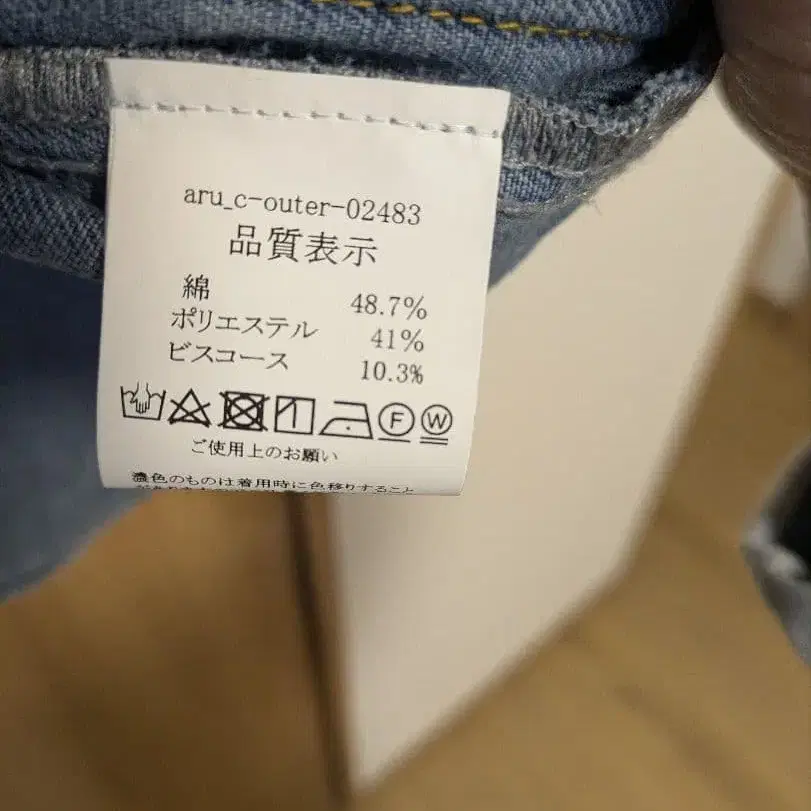 aru_c-outer-02483
品質表示
綿 48.7%
ポリエステル 41%
ビスコース 10.3%
F W
ご使用上のお願い
濃色のものは着用時に色移りすること